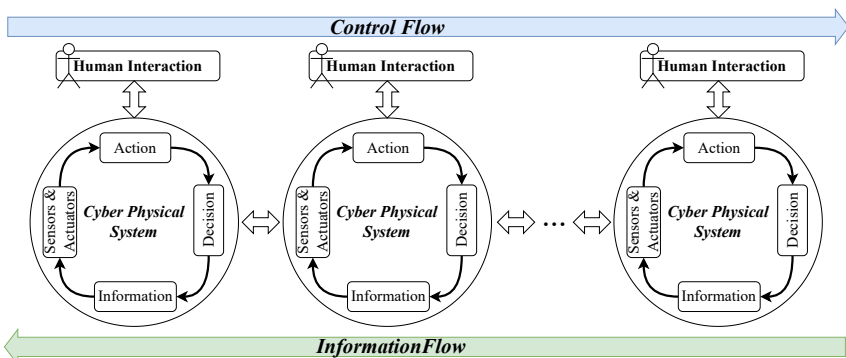 Control Flow
Human Interaction
Human Interaction
Human Interaction
Action
Sensors &
Actuators
Cyber Physical
System
Decision
Information
Action
Sensors &
Actuators
Cyber Physical
System
Decision
Information
...
Action
Sensors &
Actuators
Cyber Physical
System
Decision
Information
InformationFlow